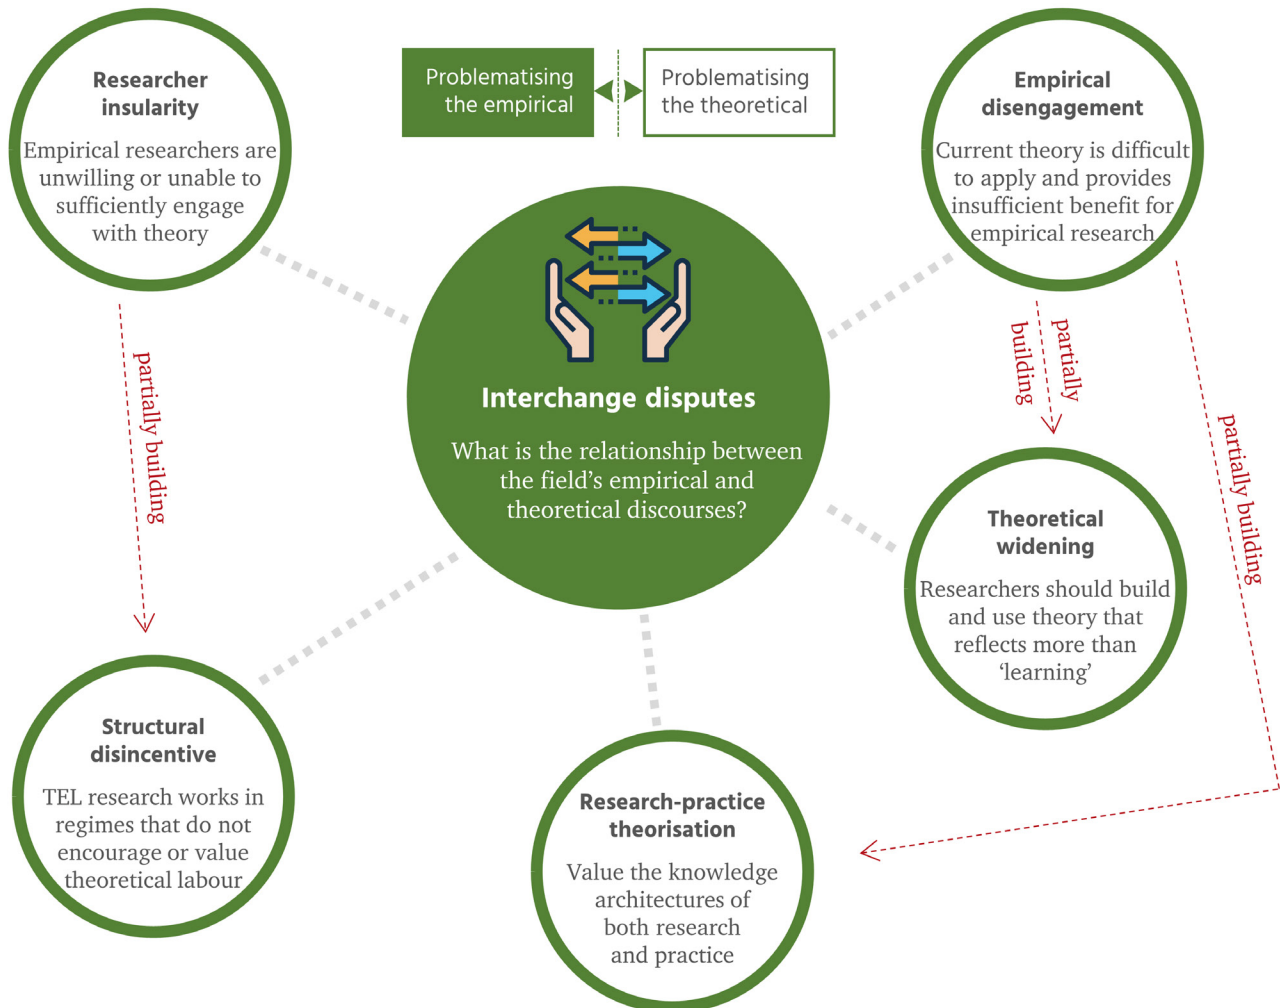 Researcher
insularity
Empirical researchers are
unwilling or unable to
sufficiently engage
with theory
Problematising
the empirical
Problematising
the theoretical
Empirical
disengagement
Current theory is difficult
to apply and provides
insufficient benefit for
empirical research
Interchange disputes
What is the relationship between
the field’s empirical and
theoretical discourses?
partially building
partially
building
partially building
Theoretical
widening
Researchers should build
and use theory that
reflects more than
‘learning’
Structural
disincentive
TEL research works in
regimes that do not
encourage or value
theoretical labour
Research-practice
theorisation
Value the knowledge
architectures of
both research
and practice